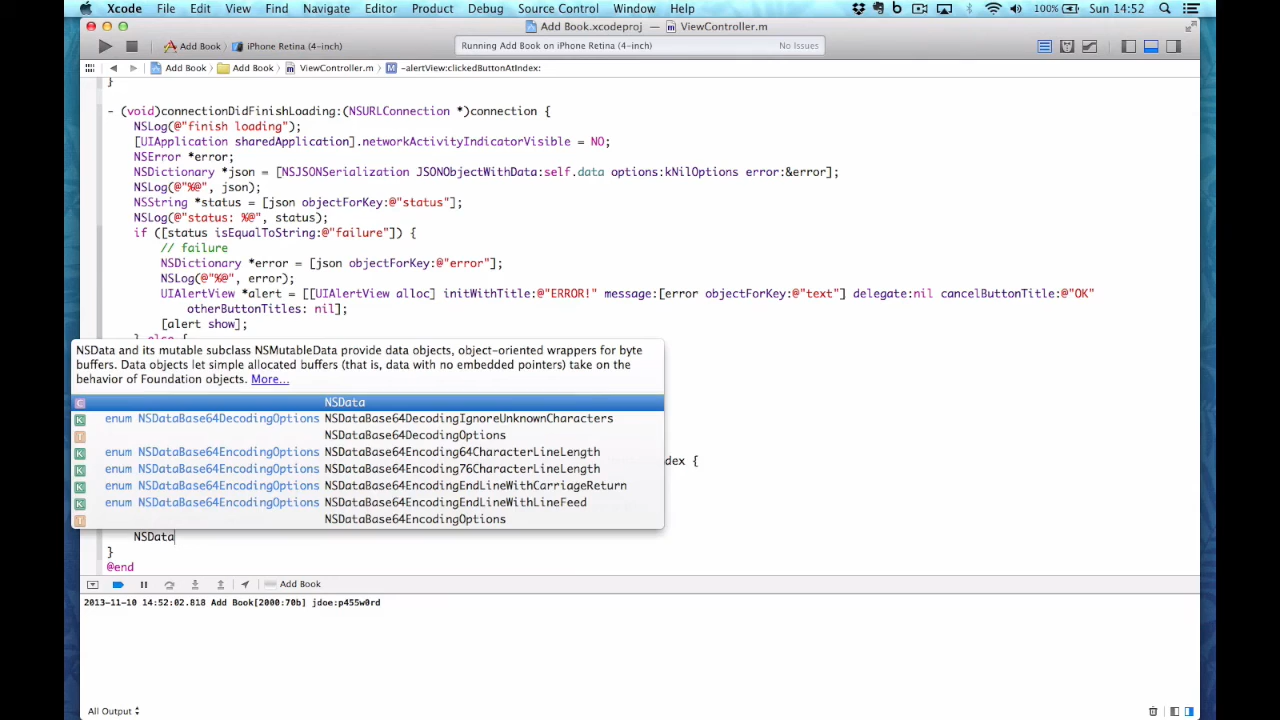 Xcode File Edit View Find Navigate Editor Product Debug Source Control Window Help 100% Sun 14:52
Add Book.xcodeproj — ViewController.m
Add Book 〉 iPhone Retina (4-inch) Running Add Book on iPhone Retina (4-inch) No Issues
Add Book 〉 Add Book 〉 ViewController.m 〉 M -alertView:clickedButtonAtIndex:
}
- (void)connectionDidFinishLoading:(NSURLConnection *)connection {
NSLog(@"finish loading");
[UIApplication sharedApplication].networkActivityIndicatorVisible = NO;
NSError *error;
NSDictionary *json = [NSJSONSerialization JSONObjectWithData:self.data options:kNilOptions error:&error];
NSLog(@"%@", json);
NSString *status = [json objectForKey:@"status"];
NSLog(@"status: %@", status);
if ([status isEqualToString:@"failure"]) {
// failure
NSDictionary *error = [json objectForKey:@"error"];
NSLog(@"%@", error);
UIAlertView *alert = [[UIAlertView alloc] initWithTitle:@"ERROR!" message:[error objectForKey:@"text"] delegate:nil cancelButtonTitle:@"OK"
otherButtonTitles: nil];
[alert show];
} else {
NSData and its mutable subclass NSMutableData provide data objects, object-oriented wrappers for byte
buffers. Data objects let simple allocated buffers (that is, data with no embedded pointers) take on the
behavior of Foundation objects. More...
C NSData
K enum NSDataBase64DecodingOptions NSDataBase64DecodingIgnoreUnknownCharacters
T NSDataBase64DecodingOptions
K enum NSDataBase64EncodingOptions NSDataBase64Encoding64CharacterLineLength
K enum NSDataBase64EncodingOptions NSDataBase64Encoding76CharacterLineLength
K enum NSDataBase64EncodingOptions NSDataBase64EncodingEndLineWithCarriageReturn
K enum NSDataBase64EncodingOptions NSDataBase64EncodingEndLineWithLineFeed
T NSDataBase64EncodingOptions
dex {
NSData
}
@end
Add Book
2013-11-10 14:52:02.818 Add Book[2000:70b] jdoe:p455w0rd
All Output